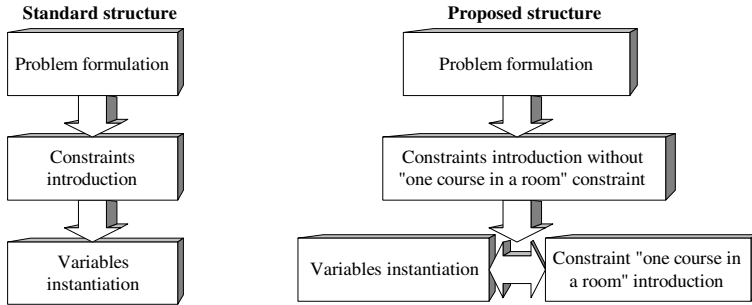 Standard structure
Problem formulation
Constraints
introduction
Variables
instantiation
Proposed structure
Problem formulation
Constraints introduction without
"one course in a room" constraint
Variables instantiation
Constraint "one course in
a room" introduction